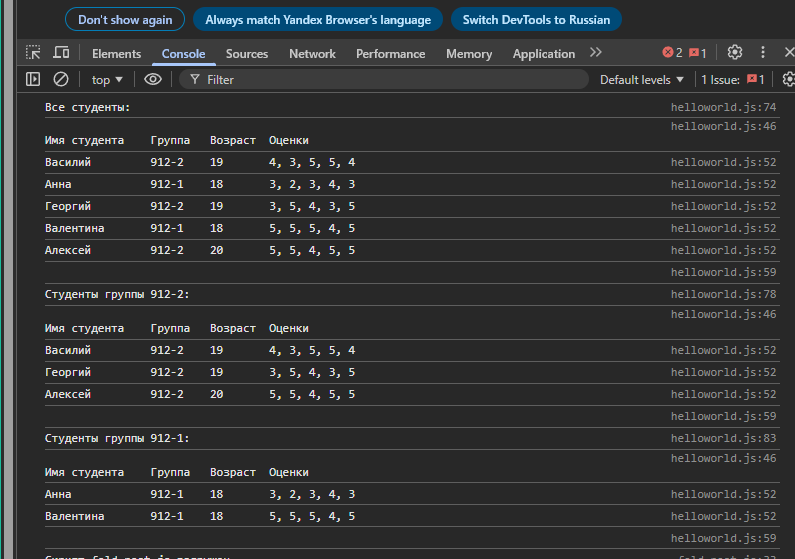 Don't show again Always match Yandex Browser's language Switch DevTools to Russian
Elements Console Sources Network Performance Memory Application 2 1
top Filter Default levels 1 Issue: 1
Все студенты: helloworld.js:74
helloworld.js:46
Имя студента Группа Возраст Оценки
Василий 912-2 19 4, 3, 5, 5, 4 helloworld.js:52
Анна 912-1 18 3, 2, 3, 4, 3 helloworld.js:52
Георгий 912-2 19 3, 5, 4, 3, 5 helloworld.js:52
Валентина 912-1 18 5, 5, 5, 4, 5 helloworld.js:52
Алексей 912-2 20 5, 5, 4, 5, 5 helloworld.js:52
helloworld.js:59
Студенты группы 912-2: helloworld.js:78
helloworld.js:46
Имя студента Группа Возраст Оценки
Василий 912-2 19 4, 3, 5, 5, 4 helloworld.js:52
Георгий 912-2 19 3, 5, 4, 3, 5 helloworld.js:52
Алексей 912-2 20 5, 5, 4, 5, 5 helloworld.js:52
helloworld.js:59
Студенты группы 912-1: helloworld.js:83
helloworld.js:46
Имя студента Группа Возраст Оценки
Анна 912-1 18 3, 2, 3, 4, 3 helloworld.js:52
Валентина 912-1 18 5, 5, 5, 4, 5 helloworld.js:52
helloworld.js:59